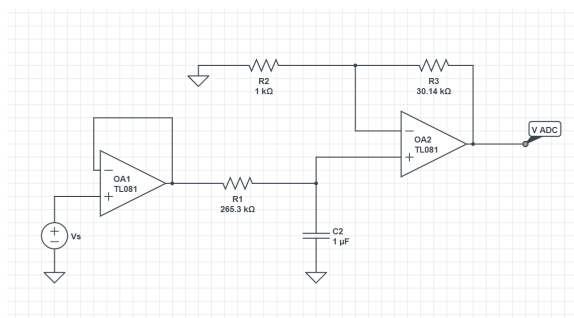 R2
1 kΩ
R3
30.14 kΩ
V ADC
−
OA2
TL081
+
−
OA1
TL081
+
R1
265.3 kΩ
+
−
Vs
C2
1 µF